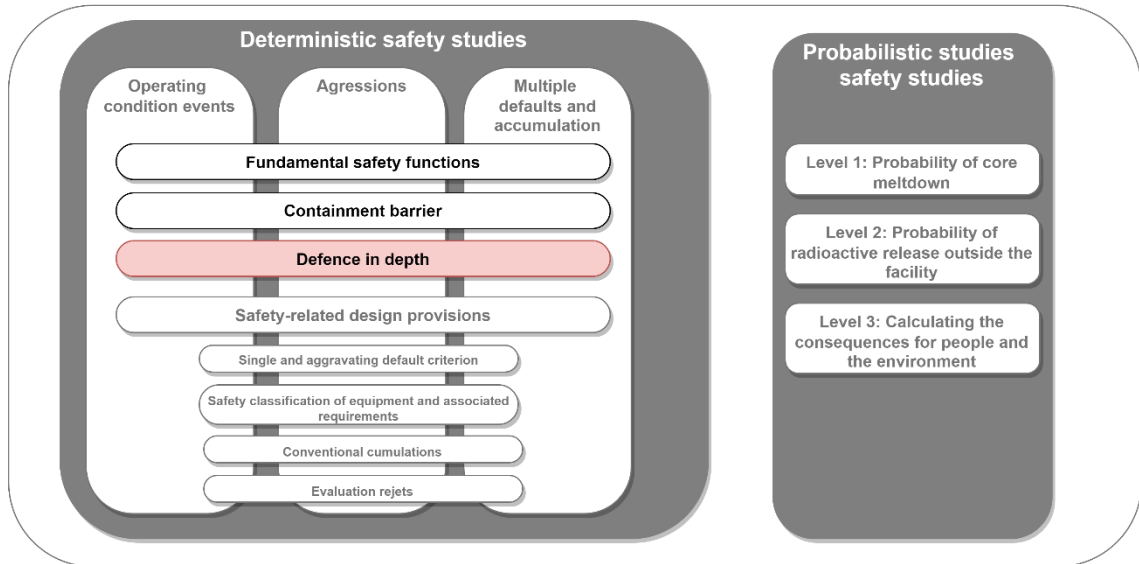 Deterministic safety studies
Operating
condition events
Agressions
Multiple
defaults and
accumulation
Fundamental safety functions
Containment barrier
Defence in depth
Safety-related design provisions
Single and aggravating default criterion
Safety classification of equipment and associated
requirements
Conventional cumulations
Evaluation rejets
Probabilistic studies
safety studies
Level 1: Probability of core
meltdown
Level 2: Probability of
radioactive release outside the
facility
Level 3: Calculating the
consequences for people and
the environment